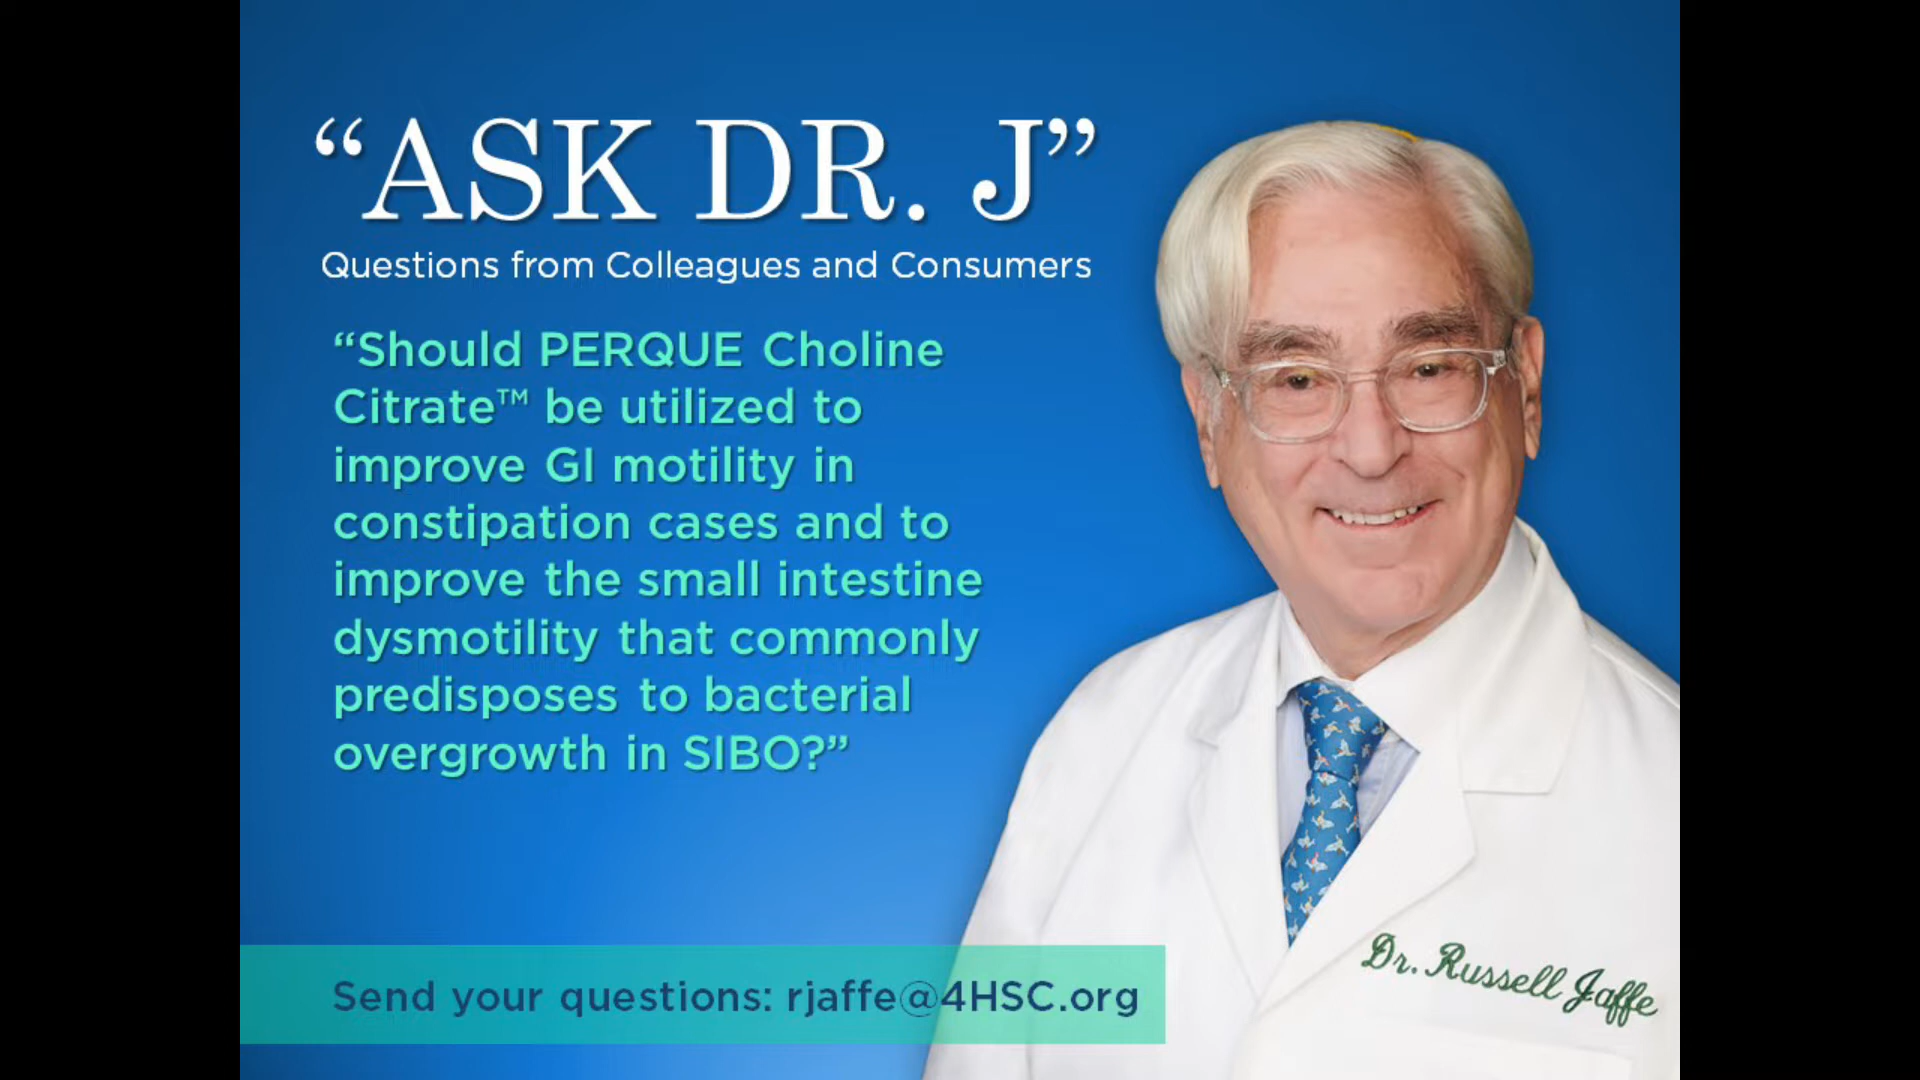 “ASK DR. J”
Questions from Colleagues and Consumers
“Should PERQUE Choline
Citrate™ be utilized to
improve GI motility in
constipation cases and to
improve the small intestine
dysmotility that commonly
predisposes to bacterial
overgrowth in SIBO?”
Send your questions: rjaffe@4HSC.org
Dr. Russell Jaffe